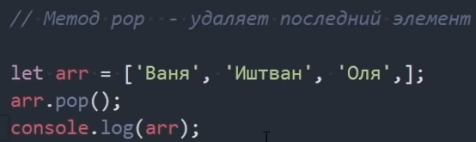 // Метод pop - удаляет последний элемент
let arr = ['Ваня', 'Иштван', 'Оля',];
arr.pop();
console.log(arr);